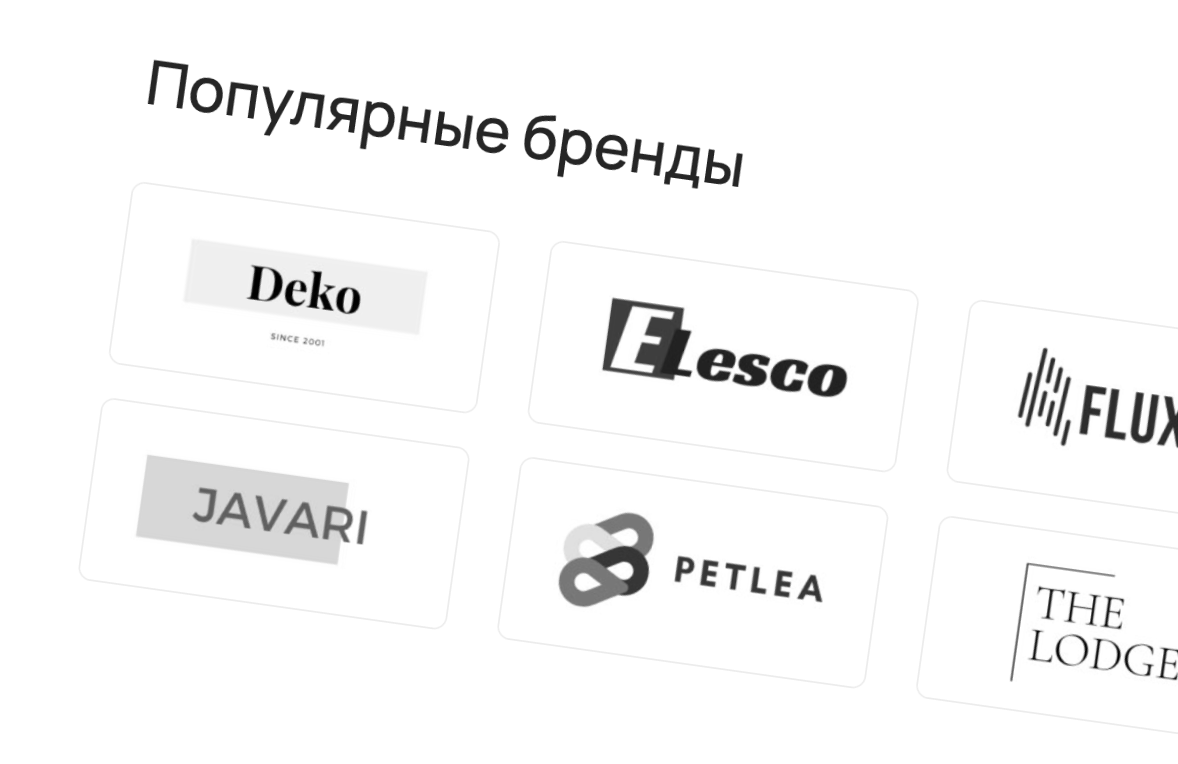 Популярные бренды
Deko
SINCE 2001
ELesco
FLUX
JAVARI
PETLEA
THE
LODGE